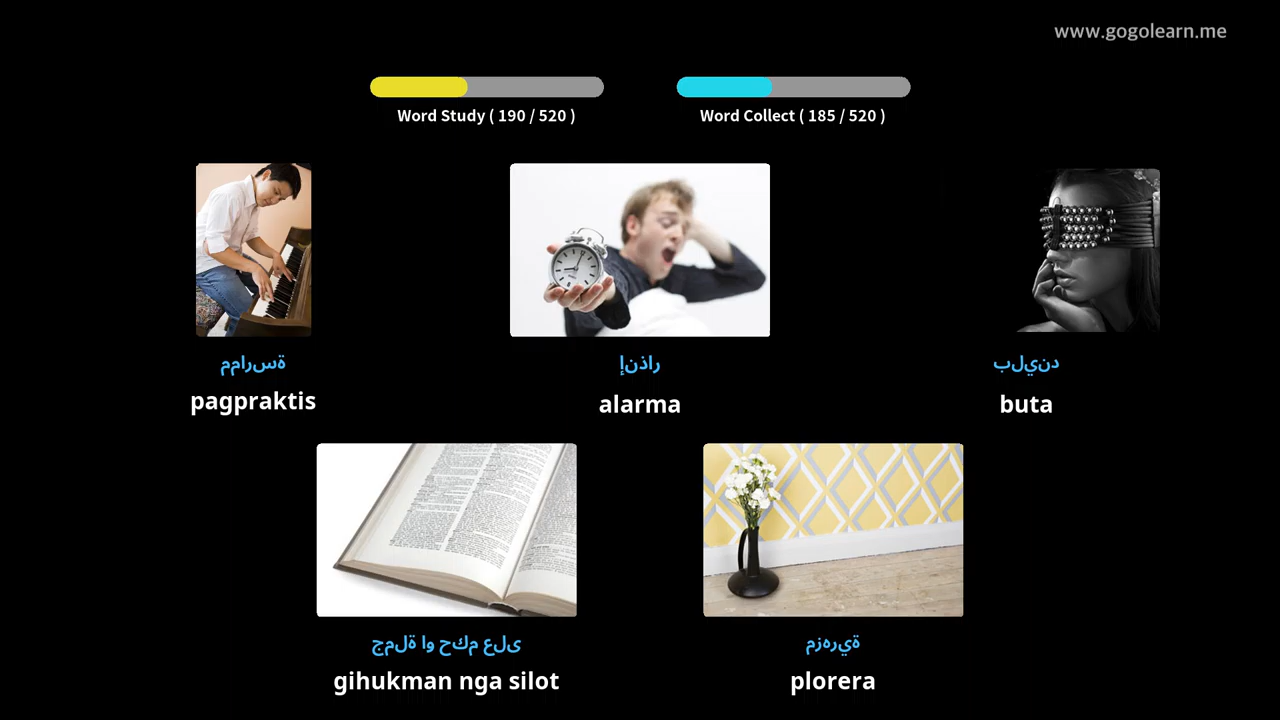 www.gogolearn.me
Word Study ( 190 / 520 )
Word Collect ( 185 / 520 )
ممارسة
pagpraktis
إنذار
alarma
بليند
buta
جملة او حكم على
gihukman nga silot
مزهرية
plorera